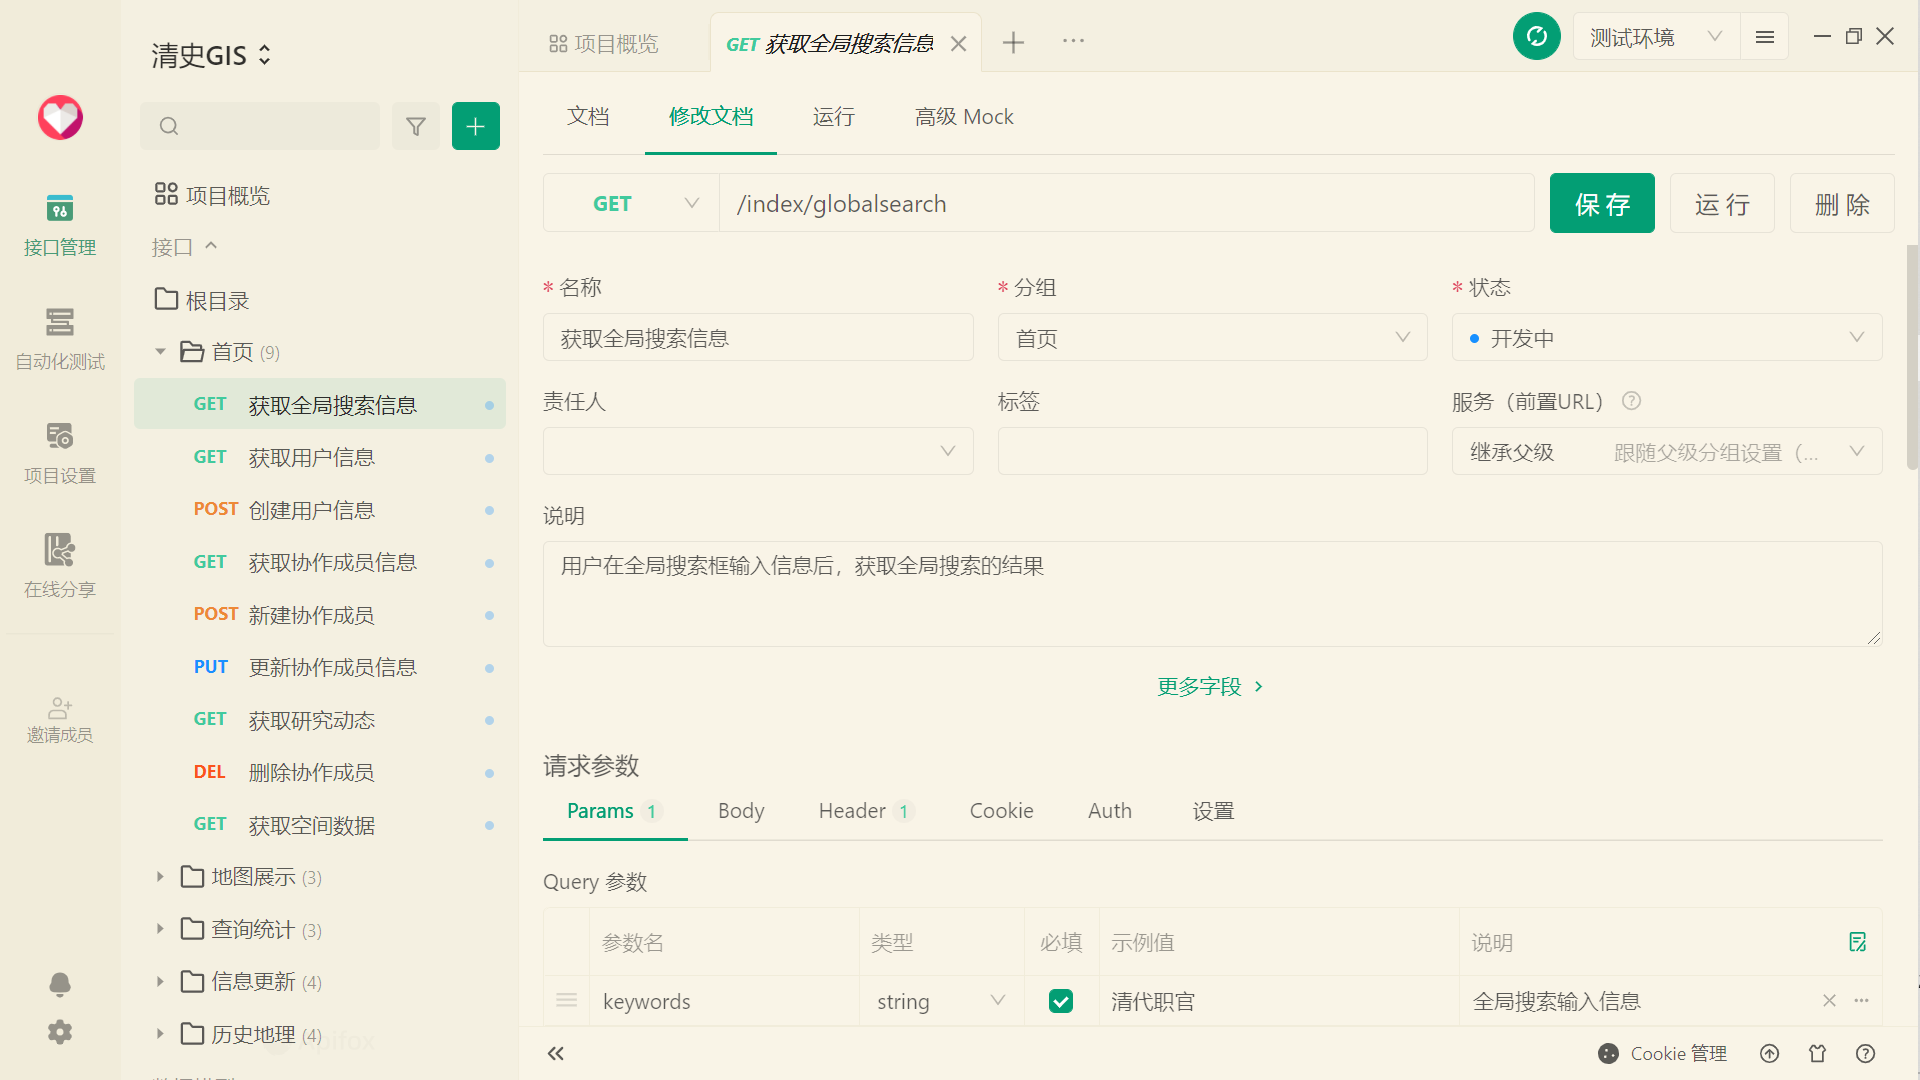 清史GIS
项目概览
GET 获取全局搜索信息
测试环境
接口管理
自动化测试
项目设置
在线分享
邀请成员
项目概览
接口
根目录
首页 (9)
GET 获取全局搜索信息
GET 获取用户信息
POST 创建用户信息
GET 获取协作成员信息
POST 新建协作成员
PUT 更新协作成员信息
GET 获取研究动态
DEL 删除协作成员
GET 获取空间数据
地图展示 (3)
查询统计 (3)
信息更新 (4)
历史地理 (4)
文档 修改文档 运行 高级 Mock
GET /index/globalsearch 保存 运行 删除
* 名称 * 分组 * 状态
获取全局搜索信息 首页 开发中
责任人 标签 服务（前置URL）
继承父级 跟随父级分组设置（...
说明
用户在全局搜索框输入信息后，获取全局搜索的结果
更多字段
请求参数
Params 1 Body Header 1 Cookie Auth 设置
Query 参数
参数名 类型 必填 示例值 说明
keywords string 清代职官 全局搜索输入信息
Cookie 管理